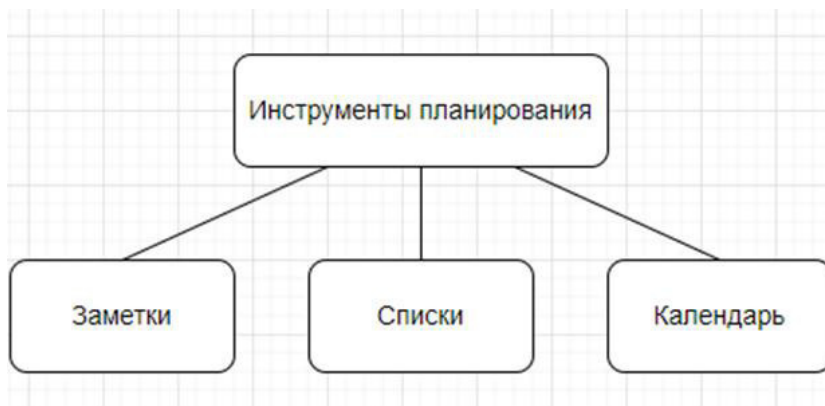 Инструменты планирования
Заметки
Списки
Календарь